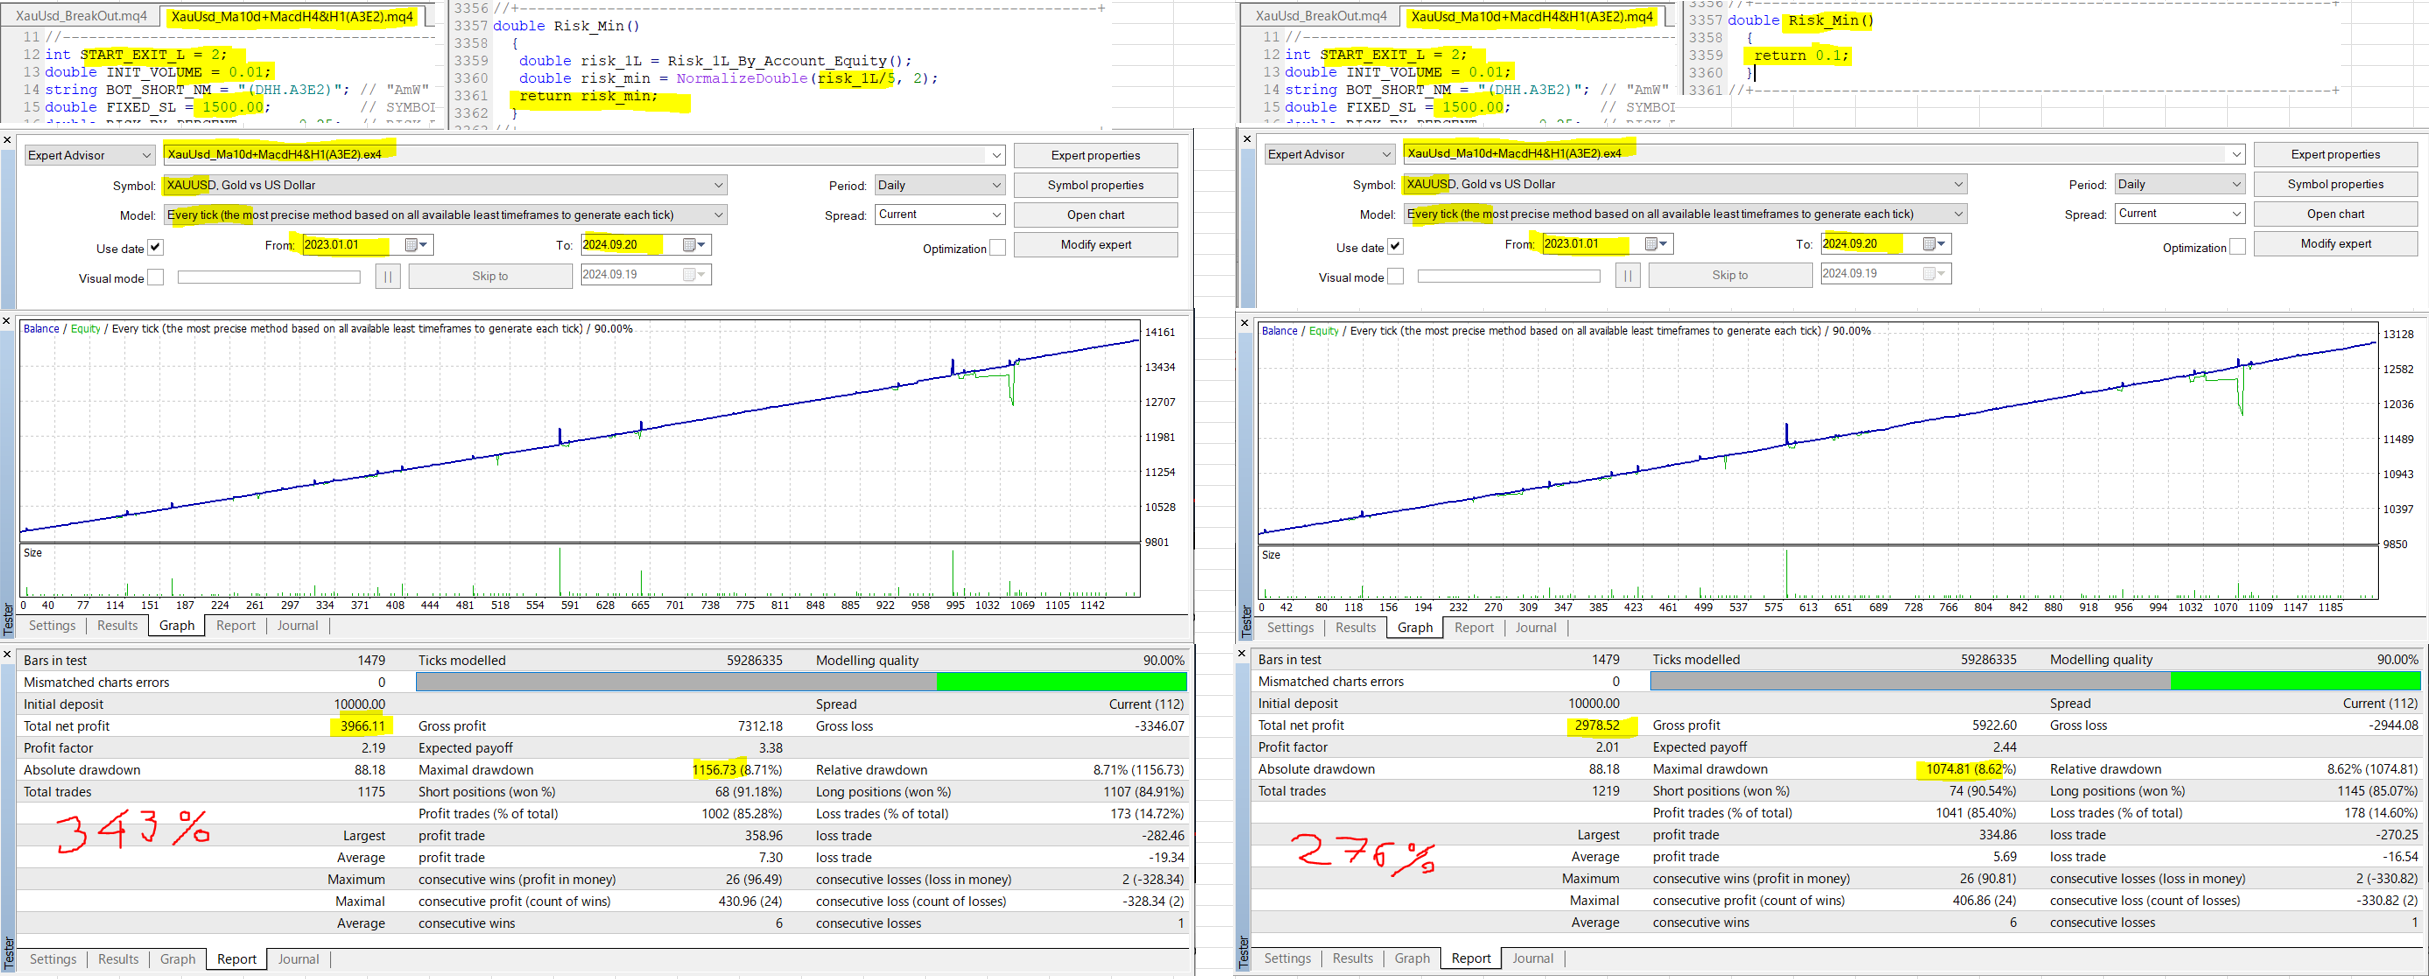 XauUsd_BreakOut.mq4 XauUsd_Ma10d+MacdH4&H1(A3E2).mq4
11 //
12 int START_EXIT_L = 2;
13 double INIT_VOLUME = 0.01;
14 string BOT_SHORT_NM = "(DHH.A3E2)"; // "AmW"
15 double FIXED_SL = 1500.00; // SYMBOL
3356 //+
3357 double Risk_Min()
3358 {
3359 double risk_1L = Risk_1L_By_Account_Equity();
3360 double risk_min = NormalizeDouble(risk_1L/5, 2);
3361 return risk_min;
3362 }
Expert Advisor XauUsd_Ma10d+MacdH4&H1(A3E2).ex4 Expert properties
Symbol: XAUUSD, Gold vs US Dollar Period: Daily Symbol properties
Model: Every tick (the most precise method based on all available least timeframes to generate each tick) Spread: Current Open chart
Use date From: 2023.01.01 To: 2024.09.20 Optimization Modify expert
Visual mode Skip to 2024.09.19
Balance / Equity / Every tick (the most precise method based on all available least timeframes to generate each tick) / 90.00%
14161
13434
12707
11981
11254
10528
9801
Size
0 40 77 114 151 187 224 261 297 334 371 408 444 481 518 554 591 628 665 701 738 775 811 848 885 922 958 995 1032 1069 1105 1142
Tester
Settings Results Graph Report Journal
Bars in test 1479 Ticks modelled 59286335 Modelling quality 90.00%
Mismatched charts errors 0
Initial deposit 10000.00 Spread Current (112)
Total net profit 3966.11 Gross profit 7312.18 Gross loss -3346.07
Profit factor 2.19 Expected payoff 3.38
Absolute drawdown 88.18 Maximal drawdown 1156.73 (8.71%) Relative drawdown 8.71% (1156.73)
Total trades 1175 Short positions (won %) 68 (91.18%) Long positions (won %) 1107 (84.91%)
Profit trades (% of total) 1002 (85.28%) Loss trades (% of total) 173 (14.72%)
343%
Largest profit trade 358.96 loss trade -282.46
Average profit trade 7.30 loss trade -19.34
Maximum consecutive wins (profit in money) 26 (96.49) consecutive losses (loss in money) 2 (-328.34)
Maximal consecutive profit (count of wins) 430.96 (24) consecutive loss (count of losses) -328.34 (2)
Average consecutive wins 6 consecutive losses 1
Tester
Settings Results Graph Report Journal
XauUsd_BreakOut.mq4 XauUsd_Ma10d+MacdH4&H1(A3E2).mq4
11 //
12 int START_EXIT_L = 2;
13 double INIT_VOLUME = 0.01;
14 string BOT_SHORT_NM = "(DHH.A3E2)"; // "AmW"
15 double FIXED_SL = 1500.00; // SYMBOL
3356 //+
3357 double Risk_Min()
3358 {
3359 return 0.1;
3360 }
3361 //+
Expert Advisor XauUsd_Ma10d+MacdH4&H1(A3E2).ex4 Expert properties
Symbol: XAUUSD, Gold vs US Dollar Period: Daily Symbol properties
Model: Every tick (the most precise method based on all available least timeframes to generate each tick) Spread: Current Open chart
Use date From: 2023.01.01 To: 2024.09.20 Optimization Modify expert
Visual mode Skip to 2024.09.19
Balance / Equity / Every tick (the most precise method based on all available least timeframes to generate each tick) / 90.00%
13128
12582
12036
11489
10943
10397
9850
Size
0 42 80 118 156 194 232 270 309 347 385 423 461 499 537 575 613 651 689 728 766 804 842 880 918 956 994 1032 1070 1109 1147 1185
Tester
Settings Results Graph Report Journal
Bars in test 1479 Ticks modelled 59286335 Modelling quality 90.00%
Mismatched charts errors 0
Initial deposit 10000.00 Spread Current (112)
Total net profit 2978.52 Gross profit 5922.60 Gross loss -2944.08
Profit factor 2.01 Expected payoff 2.44
Absolute drawdown 88.18 Maximal drawdown 1074.81 (8.62%) Relative drawdown 8.62% (1074.81)
Total trades 1219 Short positions (won %) 74 (90.54%) Long positions (won %) 1145 (85.07%)
Profit trades (% of total) 1041 (85.40%) Loss trades (% of total) 178 (14.60%)
276%
Largest profit trade 334.86 loss trade -270.25
Average profit trade 5.69 loss trade -16.54
Maximum consecutive wins (profit in money) 26 (90.81) consecutive losses (loss in money) 2 (-330.82)
Maximal consecutive profit (count of wins) 406.86 (24) consecutive loss (count of losses) -330.82 (2)
Average consecutive wins 6 consecutive losses 1
Tester
Settings Results Graph Report Journal